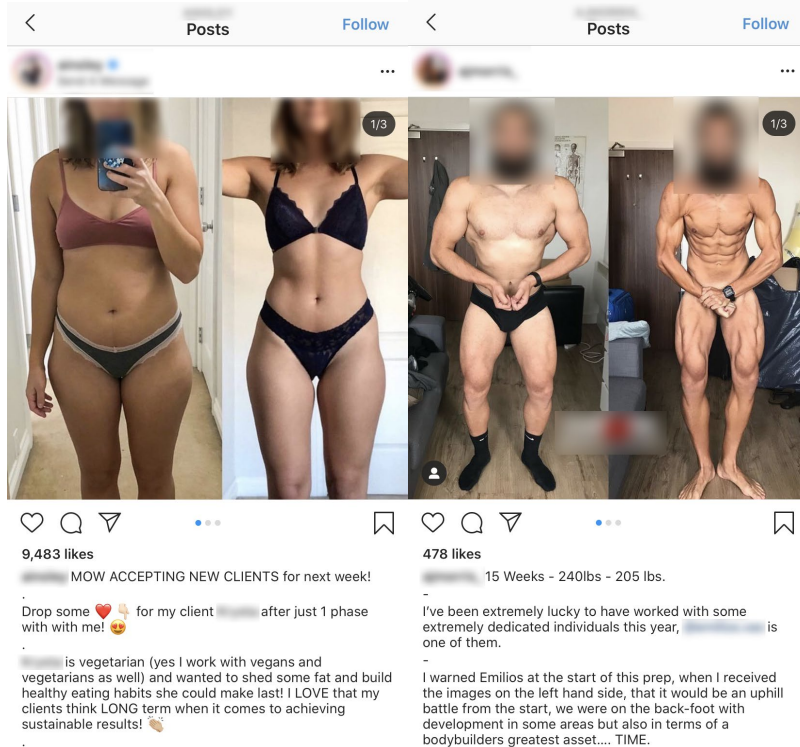 Posts
Follow
1/3
9,483 likes
MOW ACCEPTING NEW CLIENTS for next week!
.
Drop some ❤️ 👇🏻 for my client after just 1 phase
with with me! 😍
.
is vegetarian (yes I work with vegans and
vegetarians as well) and wanted to shed some fat and build
healthy eating habits she could make last! I LOVE that my
clients think LONG term when it comes to achieving
sustainable results! 👏🏼
.
Posts
Follow
1/3
478 likes
15 Weeks - 240lbs - 205 lbs.
-
I've been extremely lucky to have worked with some
extremely dedicated individuals this year, is
one of them.
-
I warned Emilios at the start of this prep, when I received
the images on the left hand side, that it would be an uphill
battle from the start, we were on the back-foot with
development in some areas but also in terms of a
bodybuilders greatest asset.... TIME.